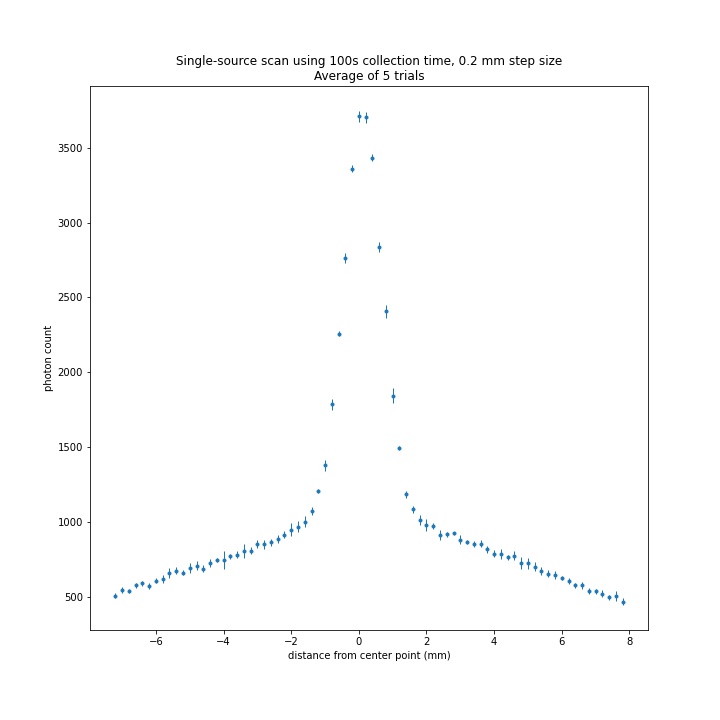 Single-source scan using 100s collection time, 0.2 mm step size
Average of 5 trials
3500
3000
2500
2000
1500
1000
500
photon count
−6 −4 −2 0 2 4 6 8
distance from center point (mm)